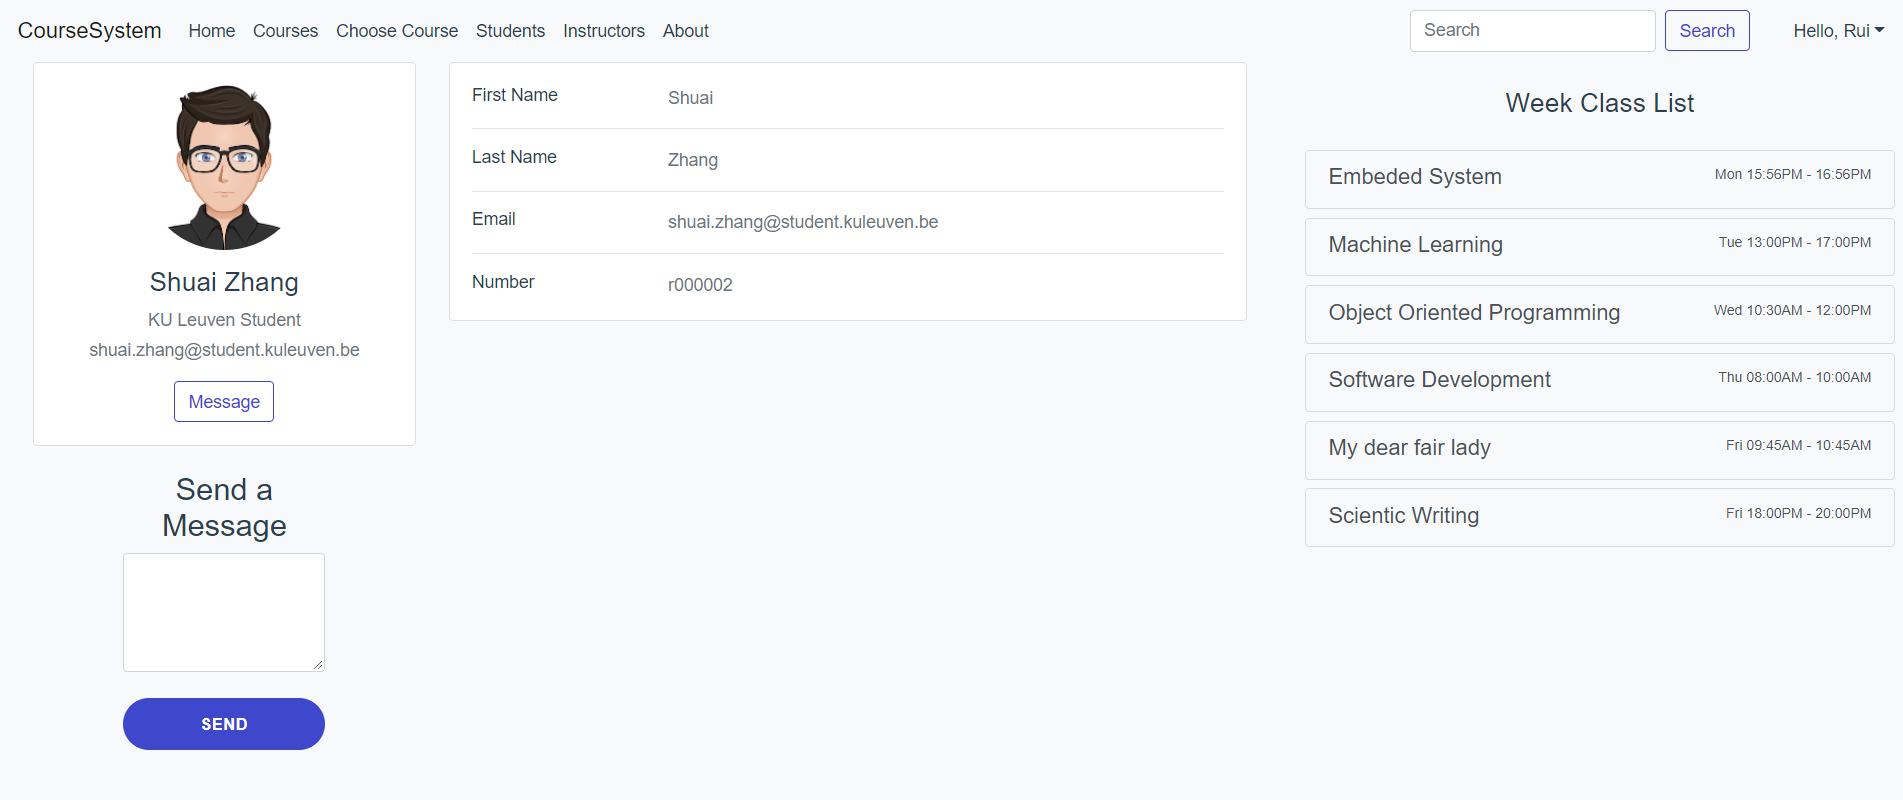 CourseSystem Home Courses Choose Course Students Instructors About Search Search Hello, Rui
Shuai Zhang
KU Leuven Student
shuai.zhang@student.kuleuven.be
Message
Send a
Message
SEND
First Name Shuai
Last Name Zhang
Email shuai.zhang@student.kuleuven.be
Number r000002
Week Class List
Embeded System Mon 15:56PM - 16:56PM
Machine Learning Tue 13:00PM - 17:00PM
Object Oriented Programming Wed 10:30AM - 12:00PM
Software Development Thu 08:00AM - 10:00AM
My dear fair lady Fri 09:45AM - 10:45AM
Scientic Writing Fri 18:00PM - 20:00PM